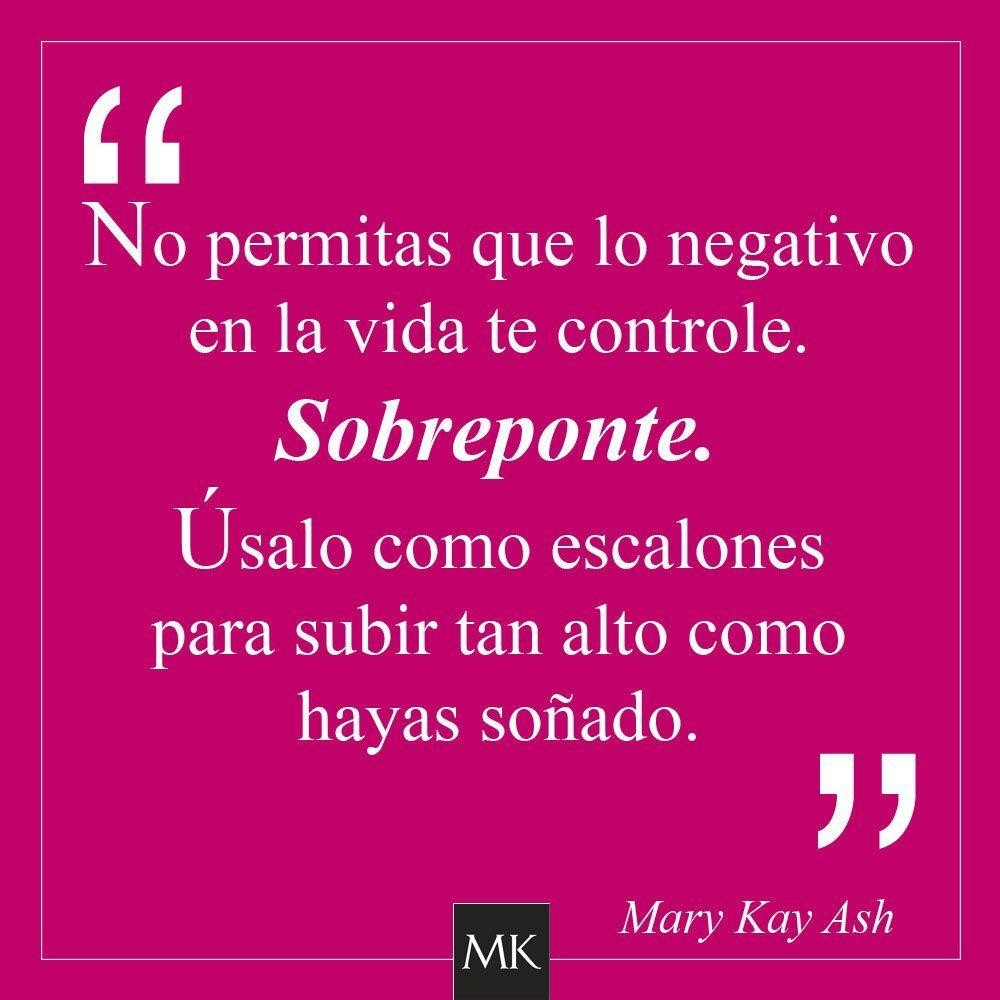 “
No permitas que lo negativo
en la vida te controle.
Sobreponte.
Úsalo como escalones
para subir tan alto como
hayas soñado.
”
Mary Kay Ash
MK